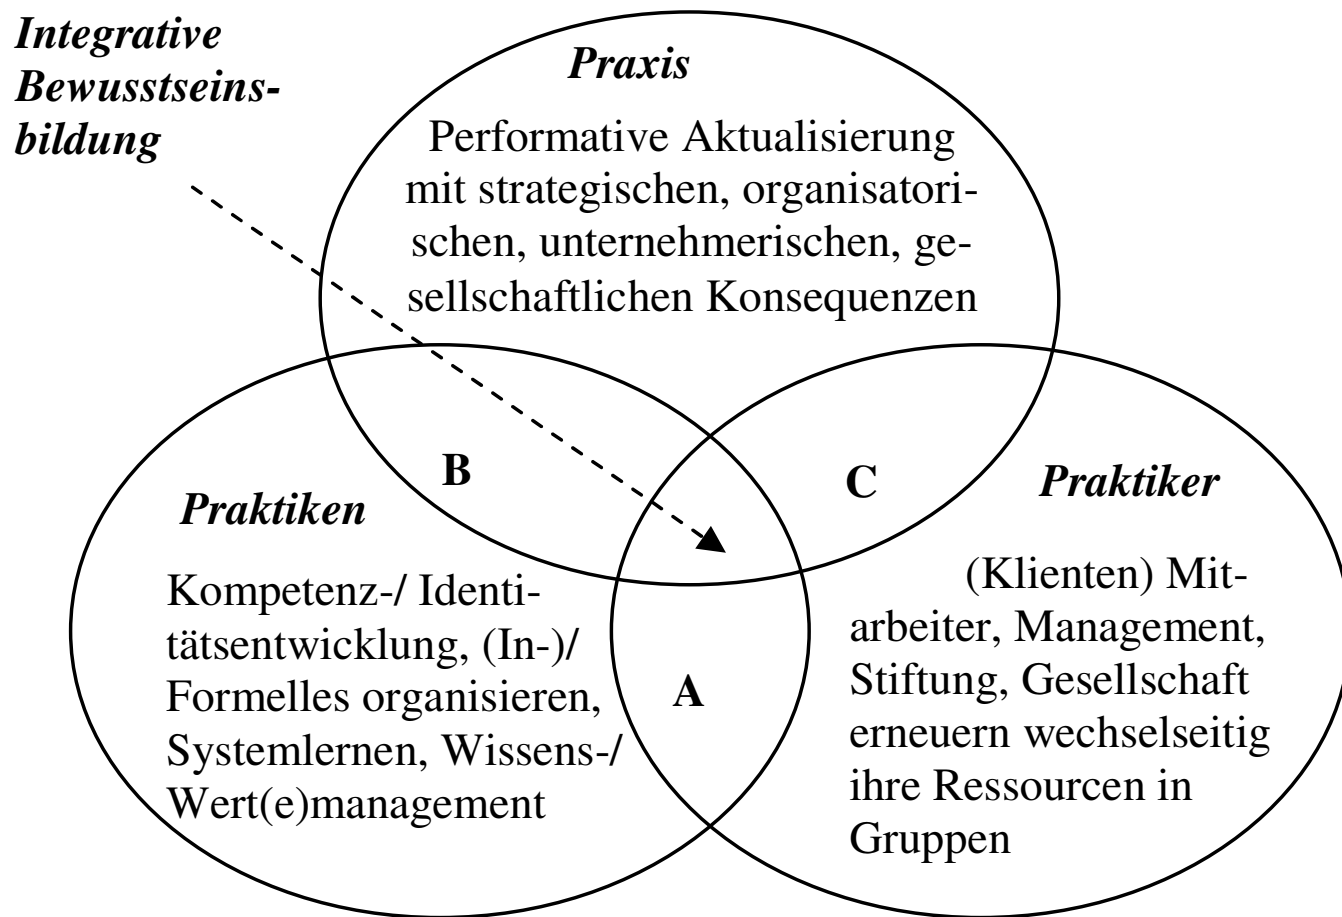 Integrative
Bewusstseins-
bildung
Praxis
Performative Aktualisierung
mit strategischen, organisatori-
schen, unternehmerischen, ge-
sellschaftlichen Konsequenzen
B
C
Praktiken
Kompetenz-/ Identi-
tätsentwicklung, (In-)/
Formelles organisieren,
Systemlernen, Wissens-/
Wert(e)management
A
Praktiker
(Klienten) Mit-
arbeiter, Management,
Stiftung, Gesellschaft
erneuern wechselseitig
ihre Ressourcen in
Gruppen